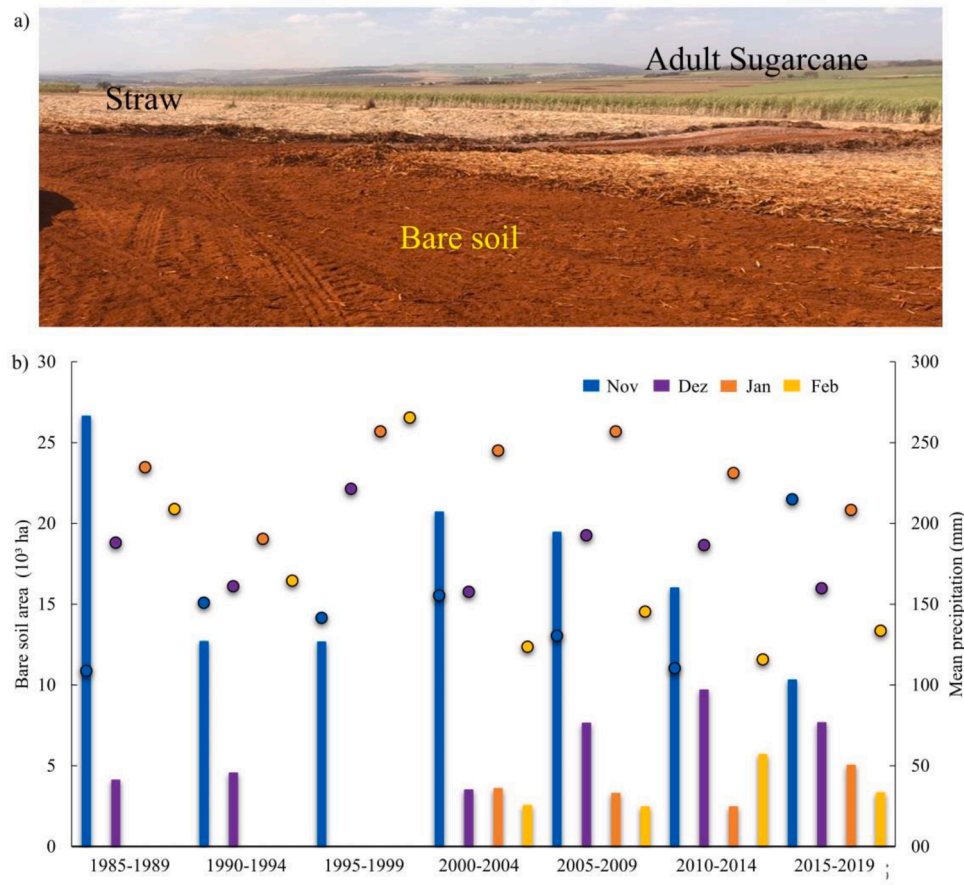 a)
Adult Sugarcane
Straw
Bare soil
b)
Nov Dez Jan Feb
Bare soil area (10³ ha)
30
25
20
15
10
5
0
Mean precipitation (mm)
300
250
200
150
100
50
00
1985-1989 1990-1994 1995-1999 2000-2004 2005-2009 2010-2014 2015-2019